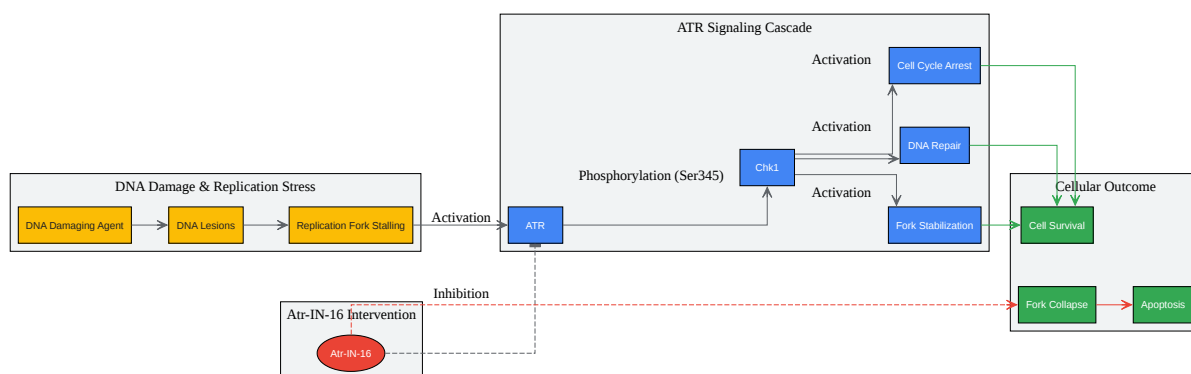 ATR Signaling Cascade
Activation
Cell Cycle Arrest
Activation
DNA Repair
Chk1
Phosphorylation (Ser345)
Activation
DNA Damage & Replication Stress
Cellular Outcome
DNA Damaging Agent
DNA Lesions
Replication Fork Stalling
Activation
ATR
Fork Stabilization
Cell Survival
Inhibition
Atr-IN-16 Intervention
Fork Collapse
Apoptosis
Atr-IN-16